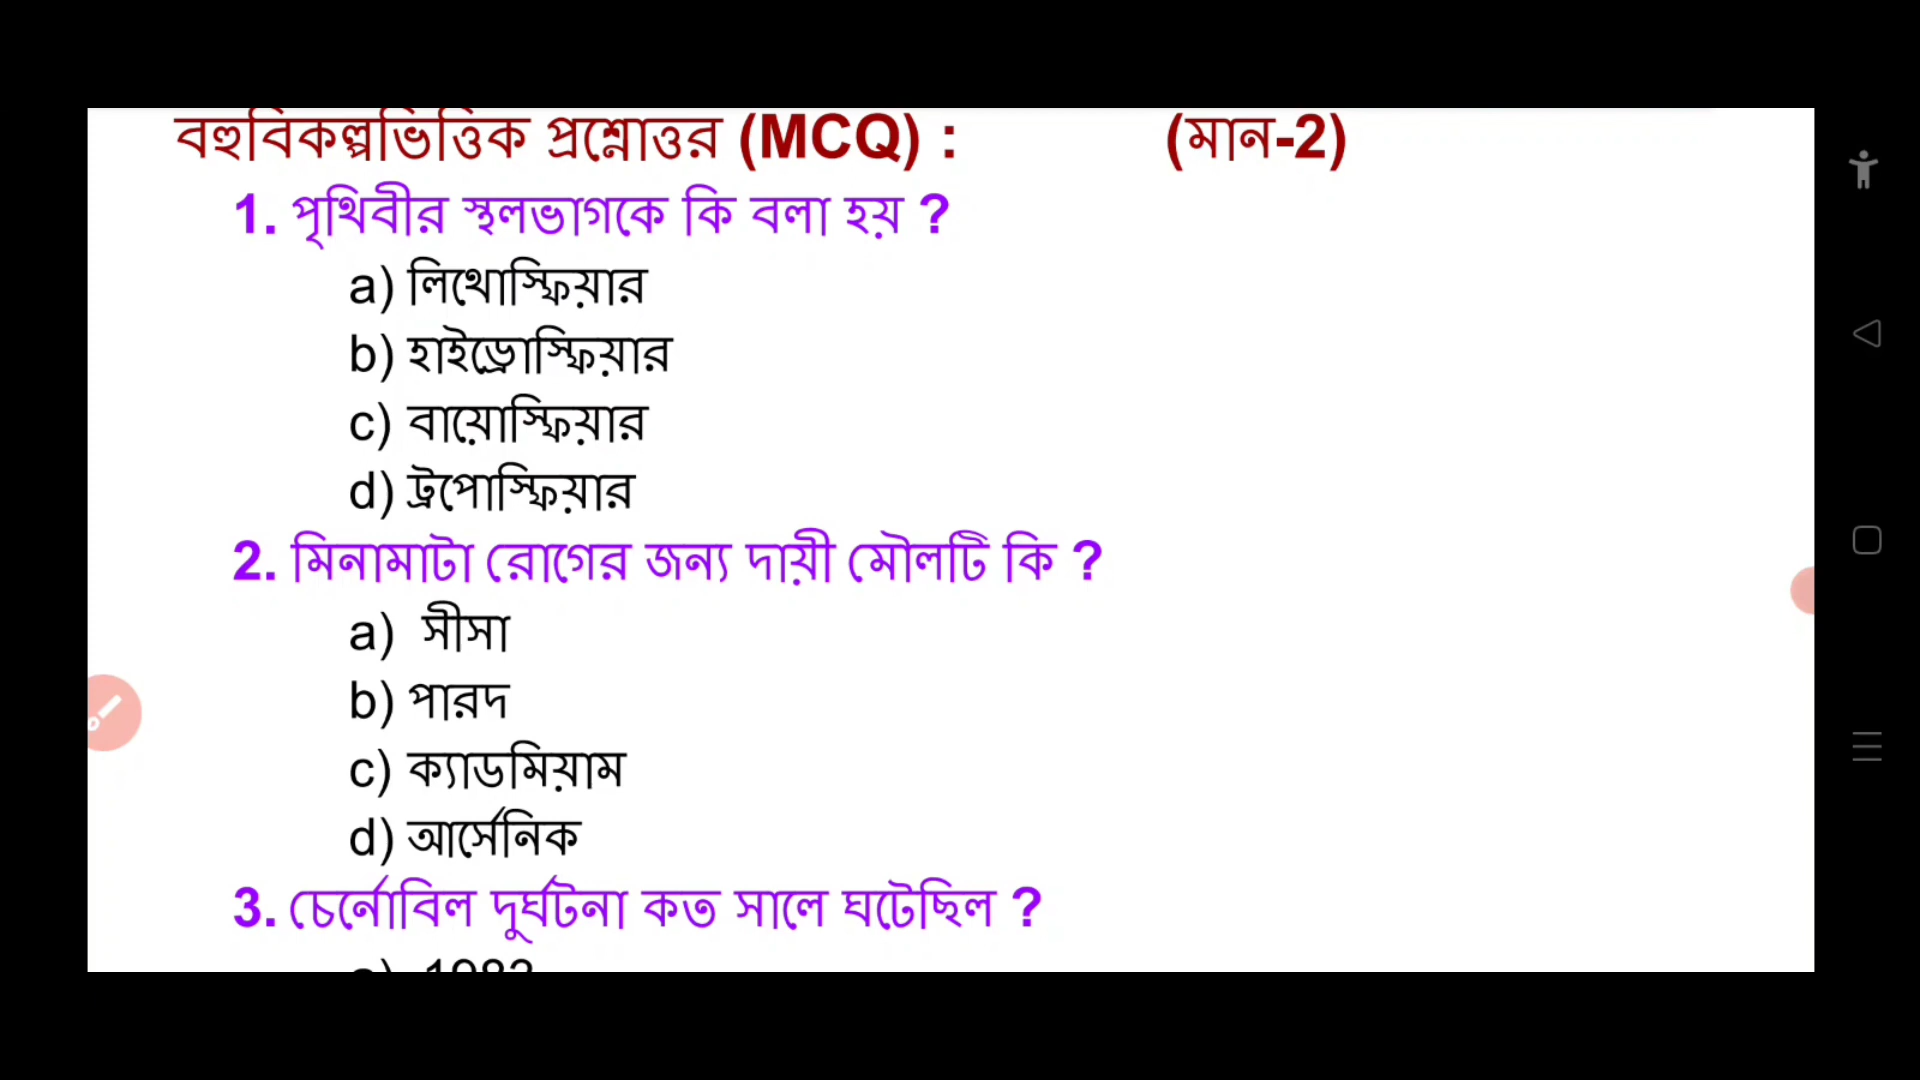 বহুবিকল্পভিত্তিক প্রশ্নোত্তর (MCQ) : (মান-2)
1. পৃথিবীর স্থলভাগকে কি বলা হয় ?
a) লিথোস্ফিয়ার
b) হাইড্রোস্ফিয়ার
c) বায়োস্ফিয়ার
d) ট্রপোস্ফিয়ার
2. মিনামাটা রোগের জন্য দায়ী মৌলটি কি ?
a) সীসা
b) পারদ
c) ক্যাডমিয়াম
d) আর্সেনিক
3. চের্নোবিল দুর্ঘটনা কত সালে ঘটেছিল ?